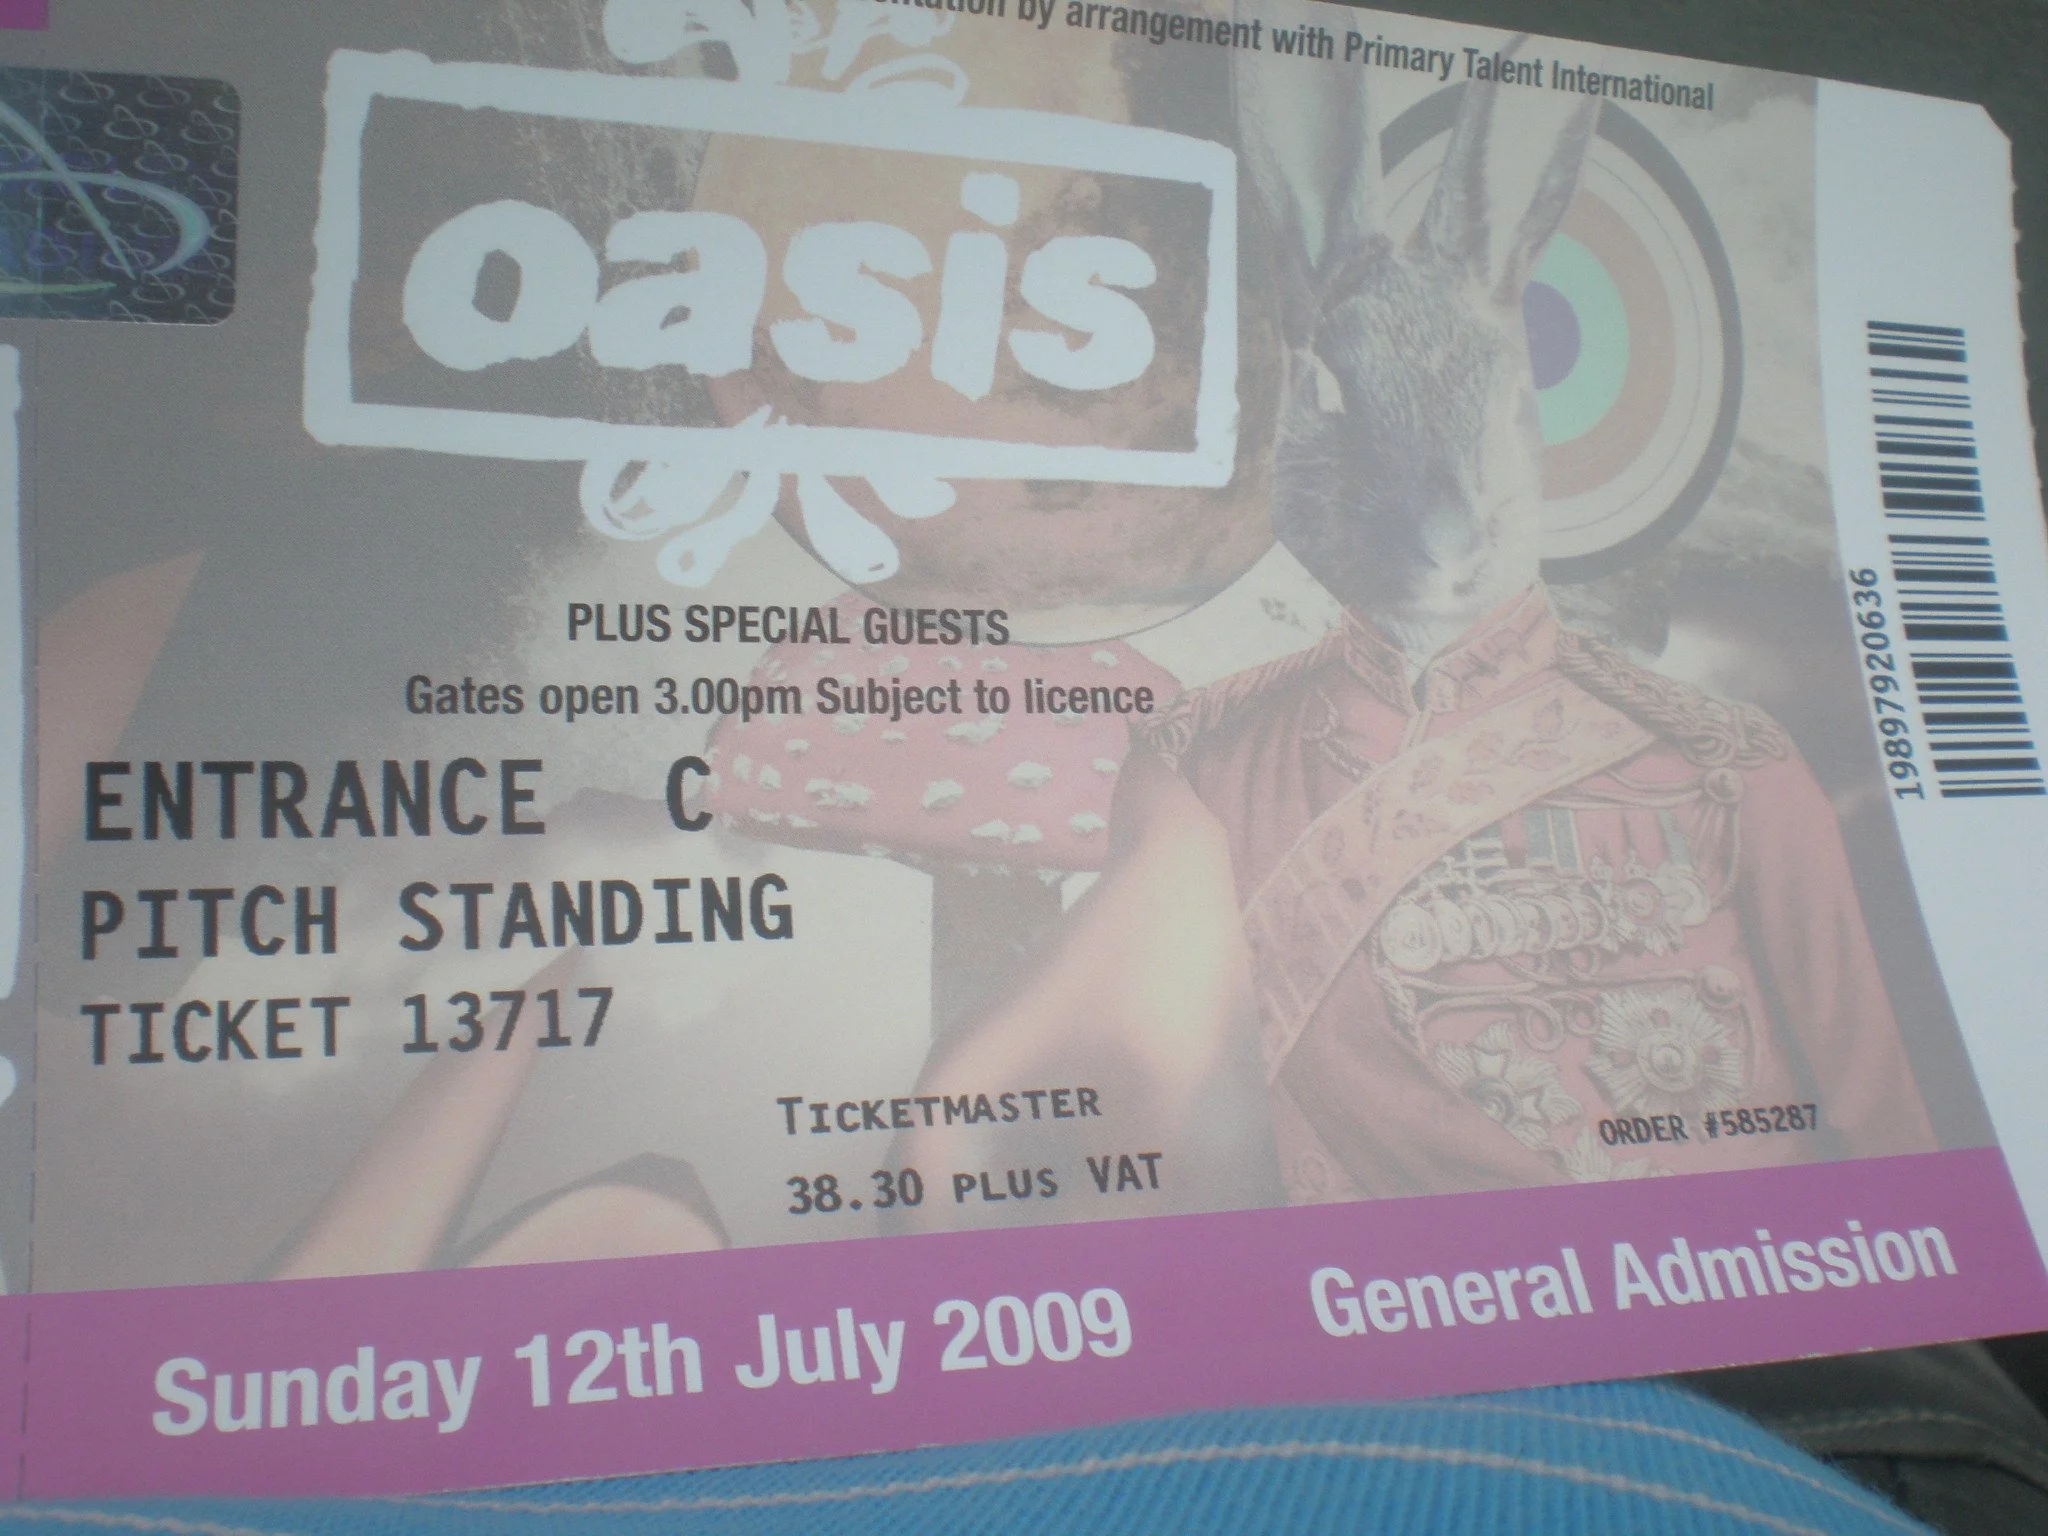 by arrangement with Primary Talent International
oasis
PLUS SPECIAL GUESTS
Gates open 3.00pm Subject to licence
ENTRANCE C
PITCH STANDING
TICKET 13717
TICKETMASTER
38.30 PLUS VAT
ORDER #585287
19897920636
Sunday 12th July 2009
General Admission